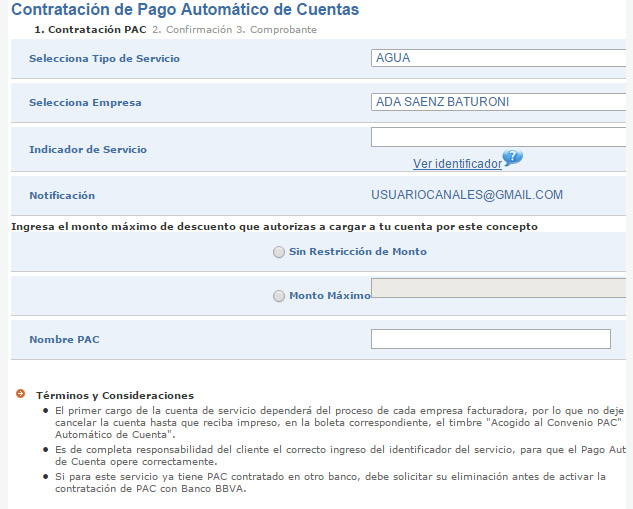 Contratación de Pago Automático de Cuentas
1. Contratación PAC 2. Confirmación 3. Comprobante
Selecciona Tipo de Servicio AGUA
Selecciona Empresa ADA SAENZ BATURONI
Indicador de Servicio
Ver identificador ?
Notificación USUARIOCANALES@GMAIL.COM
Ingresa el monto máximo de descuento que autorizas a cargar a tu cuenta por este concepto
Sin Restricción de Monto
Monto Máximo
Nombre PAC
Términos y Consideraciones
• El primer cargo de la cuenta de servicio dependerá del proceso de cada empresa facturadora, por lo que no deje
cancelar la cuenta hasta que reciba impreso, en la boleta correspondiente, el timbre "Acogido al Convenio PAC"
Automático de Cuenta".
• Es de completa responsabilidad del cliente el correcto ingreso del identificador del servicio, para que el Pago Aut
de Cuenta opere correctamente.
• Si para este servicio ya tiene PAC contratado en otro banco, debe solicitar su eliminación antes de activar la
contratación de PAC con Banco BBVA.